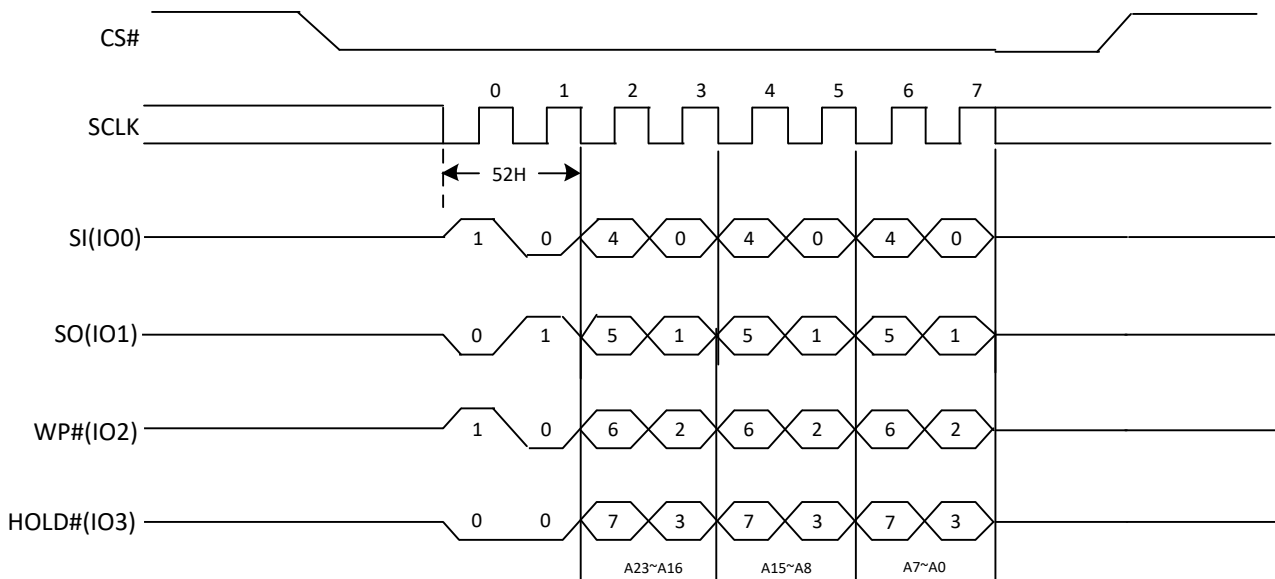 CS#
0 1 2 3 4 5 6 7
SCLK
52H
SI(IO0) 1 0 4 0 4 0 4 0
SO(IO1) 0 1 5 1 5 1 5 1
WP#(IO2) 1 0 6 2 6 2 6 2
HOLD#(IO3) 0 0 7 3 7 3 7 3
A23~A16 A15~A8 A7~A0